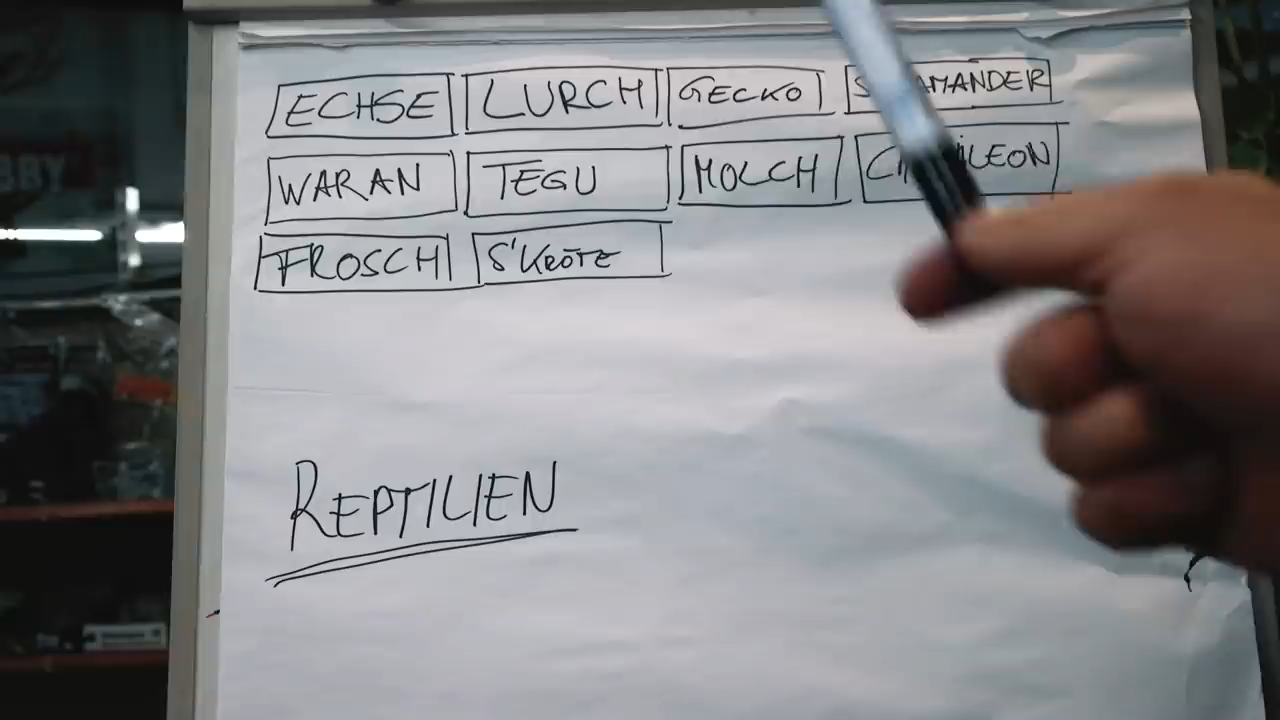 ECHSE LURCH GECKO
WARAN TEGU MOLCH
FROSCH S'KRÖTE
REPTILIEN